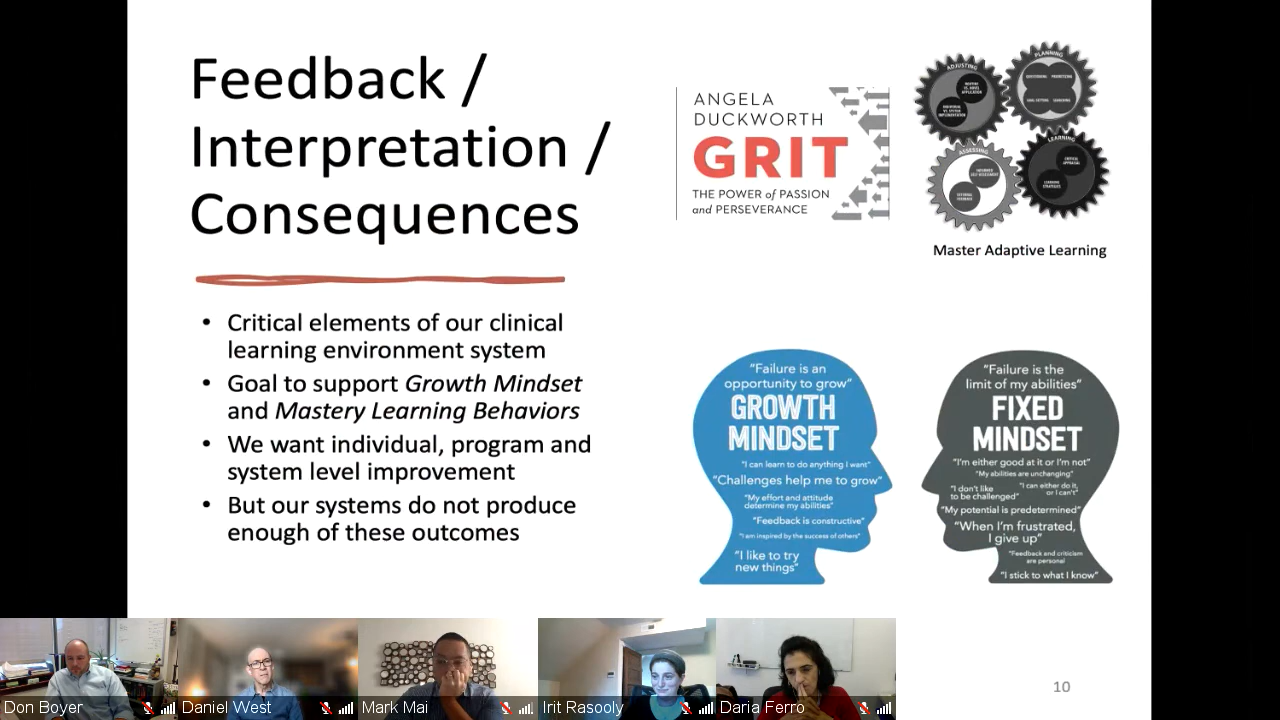 Feedback /
Interpretation /
Consequences
• Critical elements of our clinical
learning environment system
• Goal to support Growth Mindset
and Mastery Learning Behaviors
• We want individual, program and
system level improvement
• But our systems do not produce
enough of these outcomes
ANGELA
DUCKWORTH
GRIT
THE POWER of PASSION
and PERSEVERANCE
ADJUSTING
PLANNING
ASSESSING
LEARNING
CRITICAL
APPRAISAL
LEARNING
STRATEGIES
Master Adaptive Learning
"Failure is an
opportunity to grow"
GROWTH
MINDSET
"I can learn to do anything I want"
"Challenges help me to grow"
"My effort and attitude
determine my abilities"
"Feedback is constructive"
"I am inspired by the success of others"
"I like to try
new things"
"Failure is the
limit of my abilities"
FIXED
MINDSET
"I'm either good at it or I'm not"
"My abilities are unchanging"
"I don't like
to be challenged"
"I can either do it,
or I can't"
"My potential is predetermined"
"When I'm frustrated,
I give up"
"Feedback and criticism
are personal
"I stick to what I know"
10
Don Boyer
Daniel West
Mark Mai
Irit Rasooly
Daria Ferro